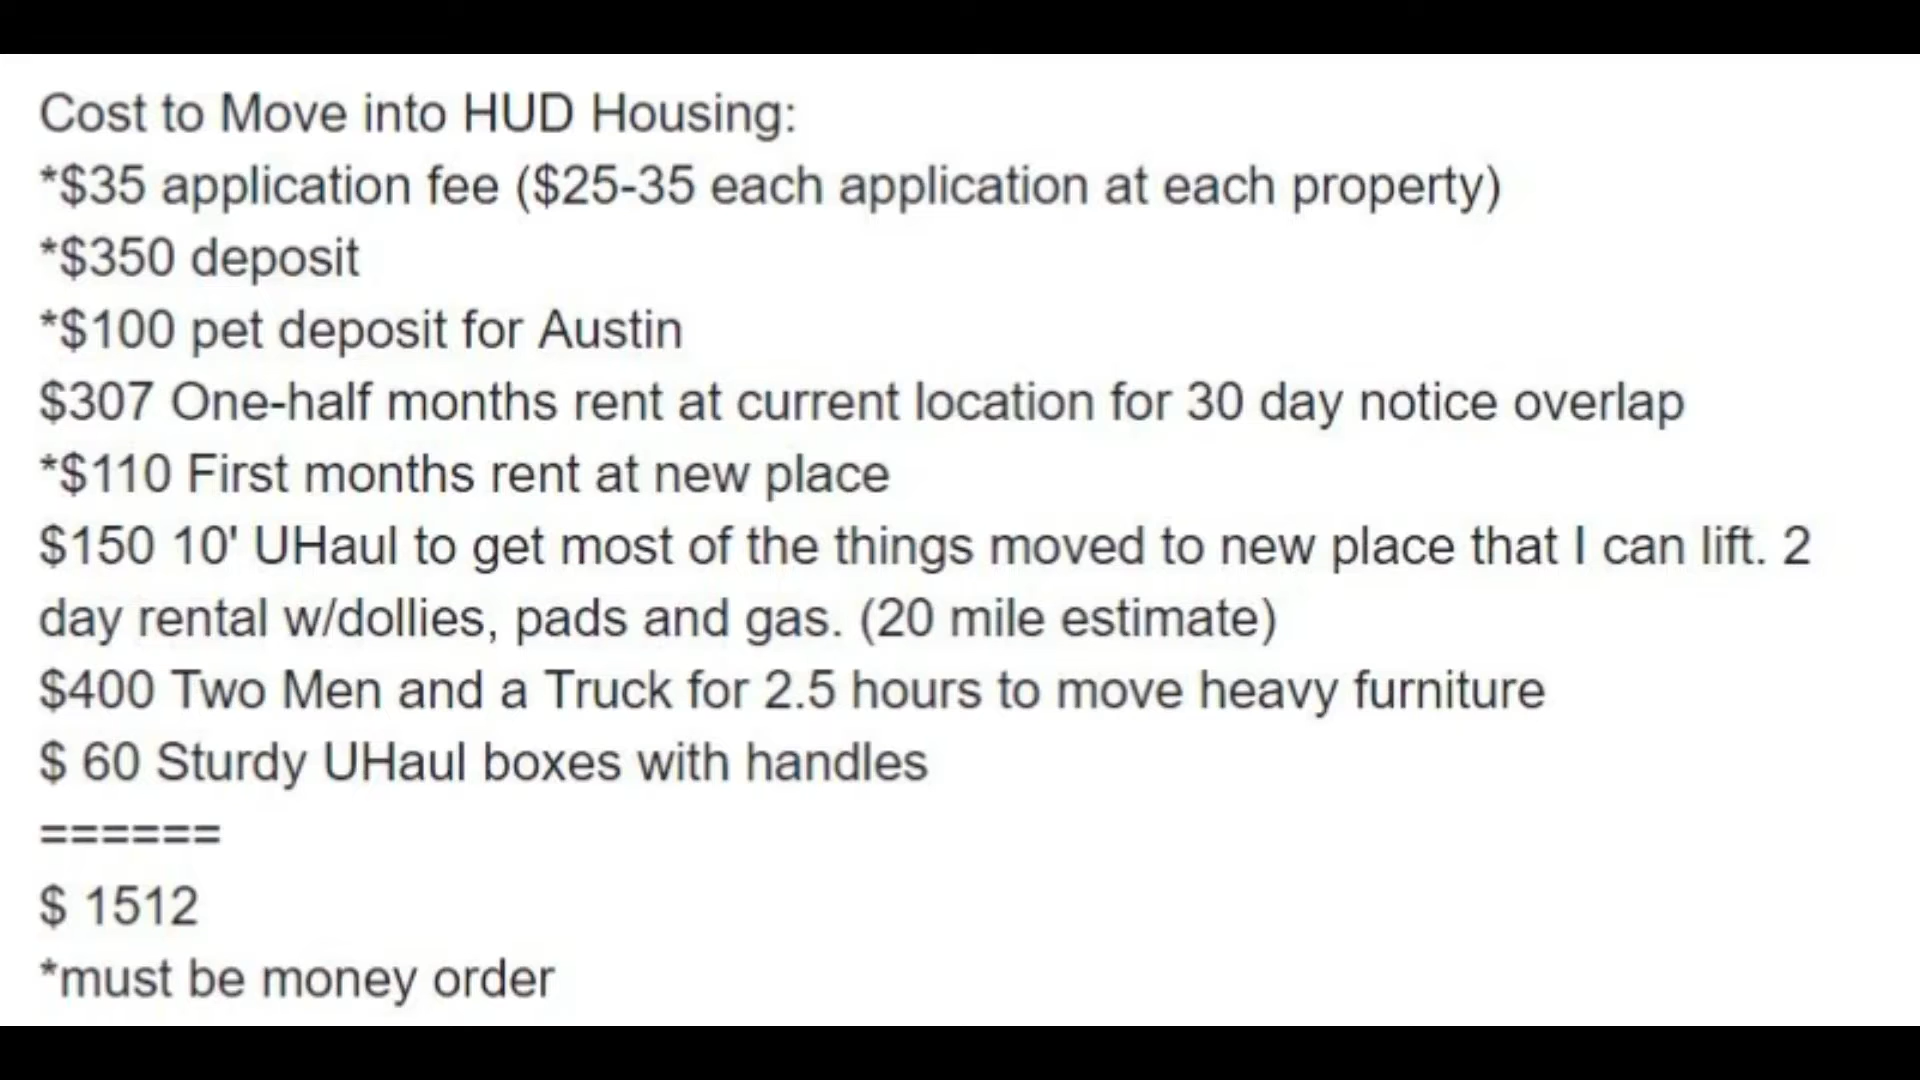 Cost to Move into HUD Housing:
*$35 application fee ($25-35 each application at each property)
*$350 deposit
*$100 pet deposit for Austin
$307 One-half months rent at current location for 30 day notice overlap
*$110 First months rent at new place
$150 10' UHaul to get most of the things moved to new place that I can lift. 2
day rental w/dollies, pads and gas. (20 mile estimate)
$400 Two Men and a Truck for 2.5 hours to move heavy furniture
$ 60 Sturdy UHaul boxes with handles
======
$ 1512
*must be money order